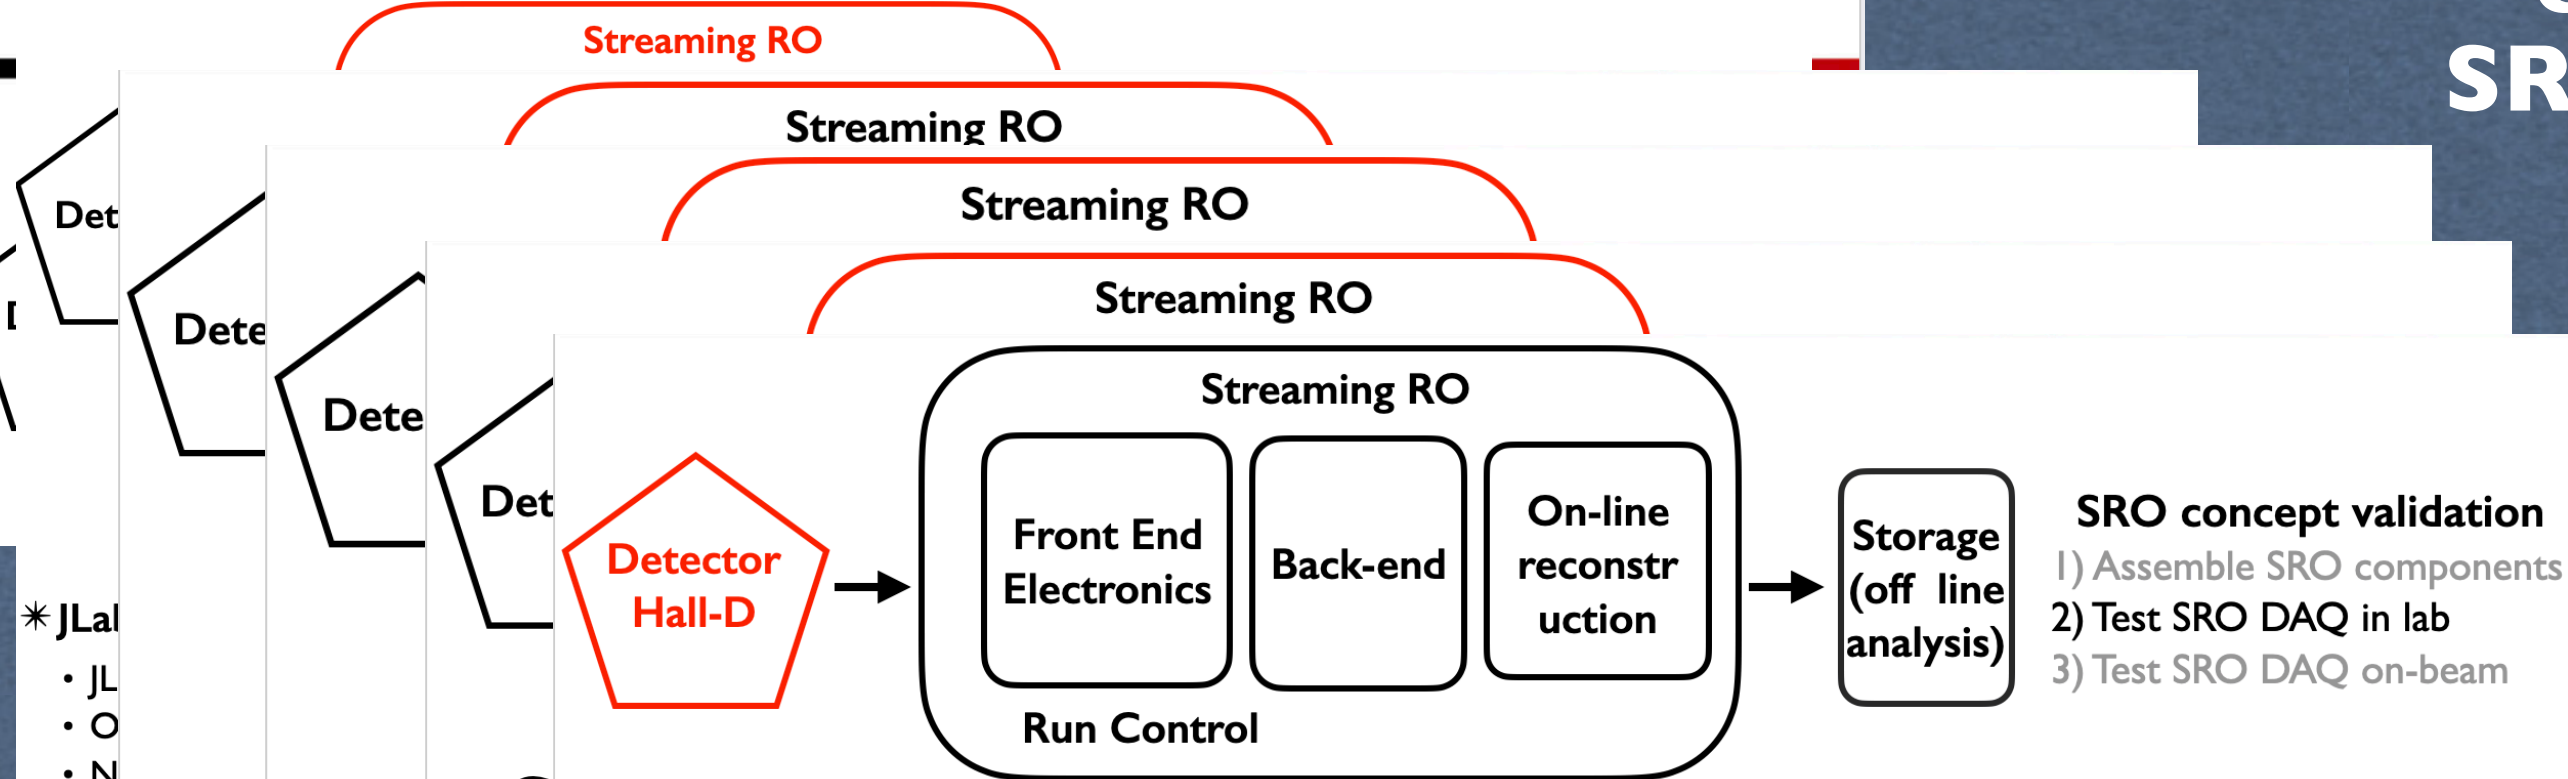 Streaming RO
SR
Streaming RO
Streaming RO
Det
Streaming RO
Dete
Streaming RO
Dete
Det
Front End
Electronics
Back-end
On-line
reconstr
uction
Detector
Hall-D
Storage
(off line
analysis)
SRO concept validation
1) Assemble SRO components
2) Test SRO DAQ in lab
3) Test SRO DAQ on-beam
Run Control
✴ JLal
• JL
• O
• N